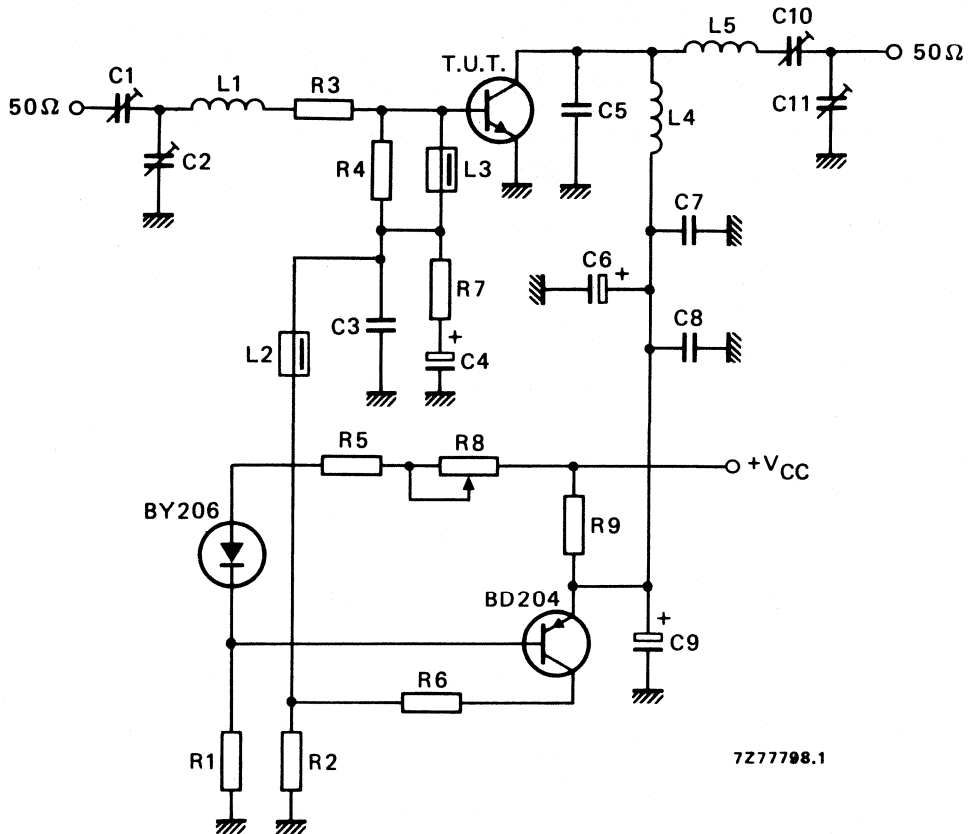 C10
L5
50Ω
T.U.T.
C1
L1
R3
50Ω
C5
L4
C11
C2
R4
L3
C7
C6
+
R7
C3
+
C4
L2
C8
R5
R8
+VCC
BY206
R9
BD204
+
C9
R6
R1
R2
7Z77798.1